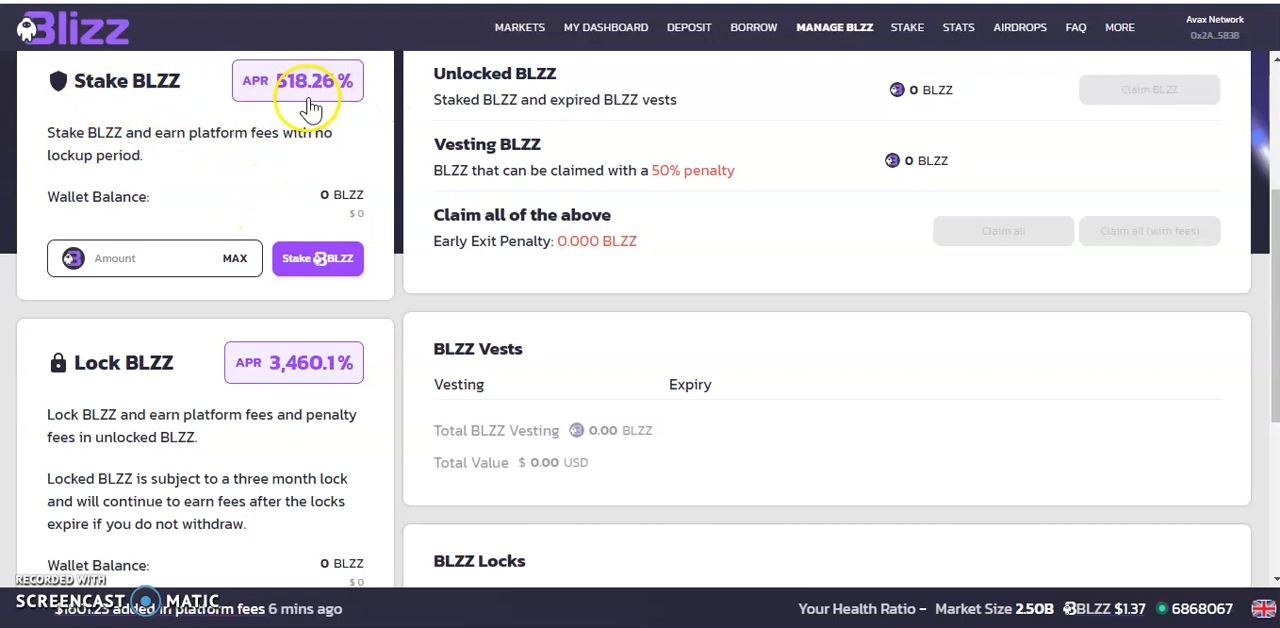 Blizz
MARKETS
MY DASHBOARD
DEPOSIT
BORROW
MANAGE BLZZ
STAKE
STATS
AIRDROPS
FAQ
MORE
Avax Network
0x2A...5838
Stake BLZZ
APR 518.26%
Stake BLZZ and earn platform fees with no
lockup period.
Wallet Balance:
0 BLZZ
$ 0
Amount
MAX
Stake BLZZ
Lock BLZZ
APR 3,460.1%
Lock BLZZ and earn platform fees and penalty
fees in unlocked BLZZ.
Locked BLZZ is subject to a three month lock
and will continue to earn fees after the locks
expire if you do not withdraw.
Wallet Balance:
0 BLZZ
$ 0
Unlocked BLZZ
Staked BLZZ and expired BLZZ vests
0 BLZZ
Claim BLZZ
Vesting BLZZ
BLZZ that can be claimed with a 50% penalty
0 BLZZ
Claim all of the above
Early Exit Penalty: 0.000 BLZZ
Claim all
Claim all (with fees)
BLZZ Vests
Vesting
Expiry
Total BLZZ Vesting 0.00 BLZZ
Total Value $ 0.00 USD
BLZZ Locks
RECORDED WITH
SCREENCAST MATIC
added in platform fees 6 mins ago
Your Health Ratio –
Market Size 2.50B
BLZZ $1.37
6868067